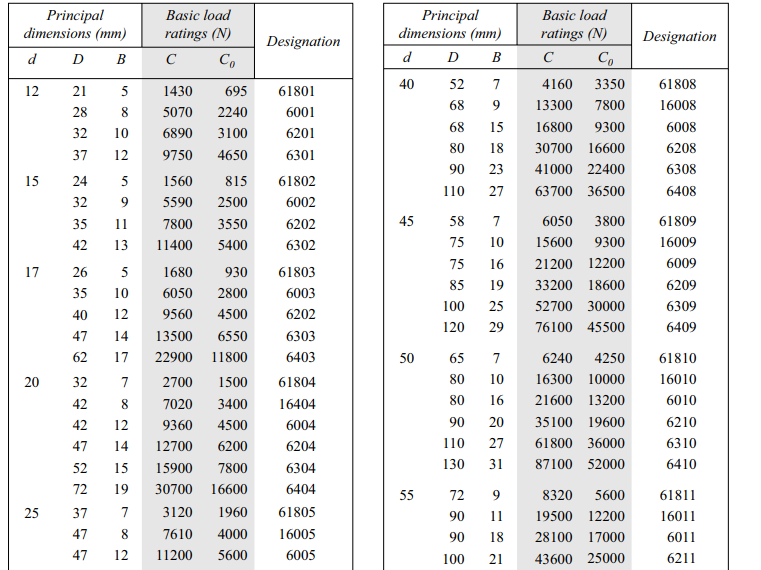 Principal dimensions (mm) Basic load ratings (N) Designation
d D B C C0
12 21 5 1430 695 61801
28 8 5070 2240 6001
32 10 6890 3100 6201
37 12 9750 4650 6301
15 24 5 1560 815 61802
32 9 5590 2500 6002
35 11 7800 3550 6202
42 13 11400 5400 6302
17 26 5 1680 930 61803
35 10 6050 2800 6003
40 12 9560 4500 6202
47 14 13500 6550 6303
62 17 22900 11800 6403
20 32 7 2700 1500 61804
42 8 7020 3400 16404
42 12 9360 4500 6004
47 14 12700 6200 6204
52 15 15900 7800 6304
72 19 30700 16600 6404
25 37 7 3120 1960 61805
47 8 7610 4000 16005
47 12 11200 5600 6005
Principal dimensions (mm) Basic load ratings (N) Designation
d D B C C0
40 52 7 4160 3350 61808
68 9 13300 7800 16008
68 15 16800 9300 6008
80 18 30700 16600 6208
90 23 41000 22400 6308
110 27 63700 36500 6408
45 58 7 6050 3800 61809
75 10 15600 9300 16009
75 16 21200 12200 6009
85 19 33200 18600 6209
100 25 52700 30000 6309
120 29 76100 45500 6409
50 65 7 6240 4250 61810
80 10 16300 10000 16010
80 16 21600 13200 6010
90 20 35100 19600 6210
110 27 61800 36000 6310
130 31 87100 52000 6410
55 72 9 8320 5600 61811
90 11 19500 12200 16011
90 18 28100 17000 6011
100 21 43600 25000 6211